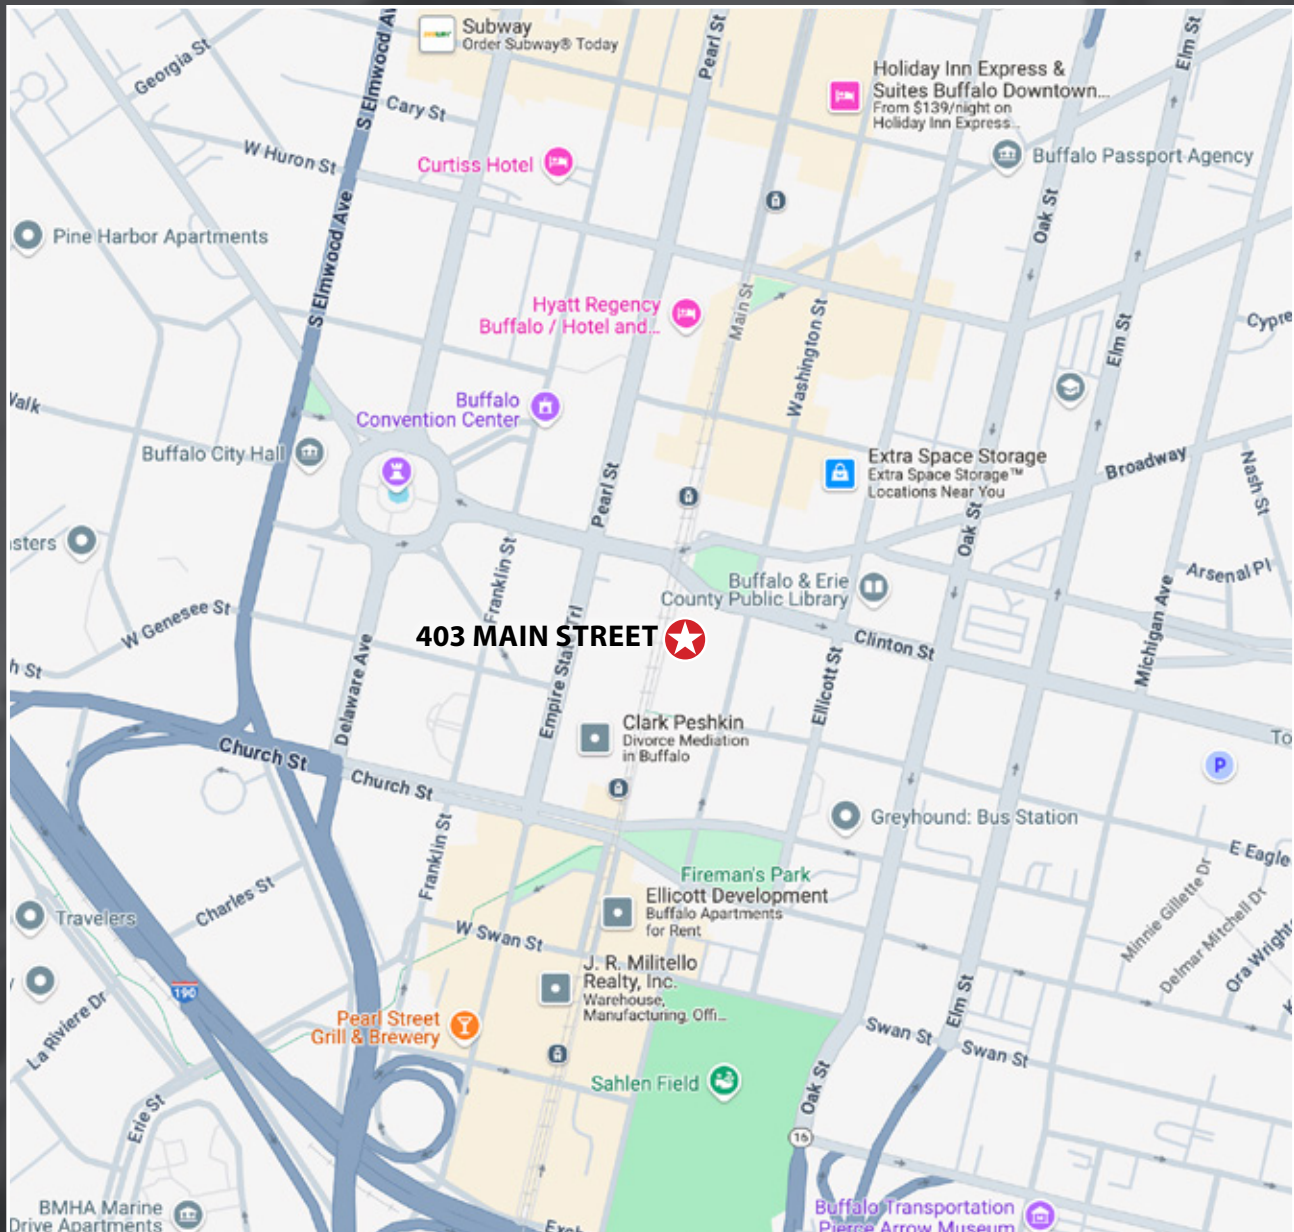 Subway
Order Subway® Today
S Elmwood Av
Pearl St
Elm St
Georgia St
Cary St
Holiday Inn Express &
Suites Buffalo Downtown...
From $139/night on
Holiday Inn Express...
W Huron St
Curtiss Hotel
Buffalo Passport Agency
Oak St
Pine Harbor Apartments
S Elmwood Ave
Hyatt Regency
Buffalo / Hotel and...
Main St
Washington St
Elm St
Cypre
Walk
Buffalo
Convention Center
Buffalo City Hall
Extra Space Storage
Extra Space Storage™
Locations Near You
Broadway
Nash St
Pearl St
Oak St
sters
Franklin St
Buffalo & Erie
County Public Library
Arsenal Pl
Michigan Ave
W Genesee St
403 MAIN STREET
Clinton St
h St
Delaware Ave
Empire State Trl
Ellicott St
Clark Peshkin
Divorce Mediation
in Buffalo
To
P
Church St
Church St
Greyhound: Bus Station
Franklin St
E Eagle
Fireman's Park
Minnie Gillette Dr
Delmar Mitchell Dr
Ora Wright
Charles St
Travelers
Ellicott Development
Buffalo Apartments
for Rent
W Swan St
J. R. Militello
Realty, Inc.
Warehouse,
Manufacturing, Offi...
190
Elm St
Pearl Street
Grill & Brewery
Swan St
Swan St
La Riviere Dr
Sahlen Field
Oak St
Erie St
16
BMHA Marine
Drive Apartments
Buffalo Transportation
Pierce Arrow Museum
Exch